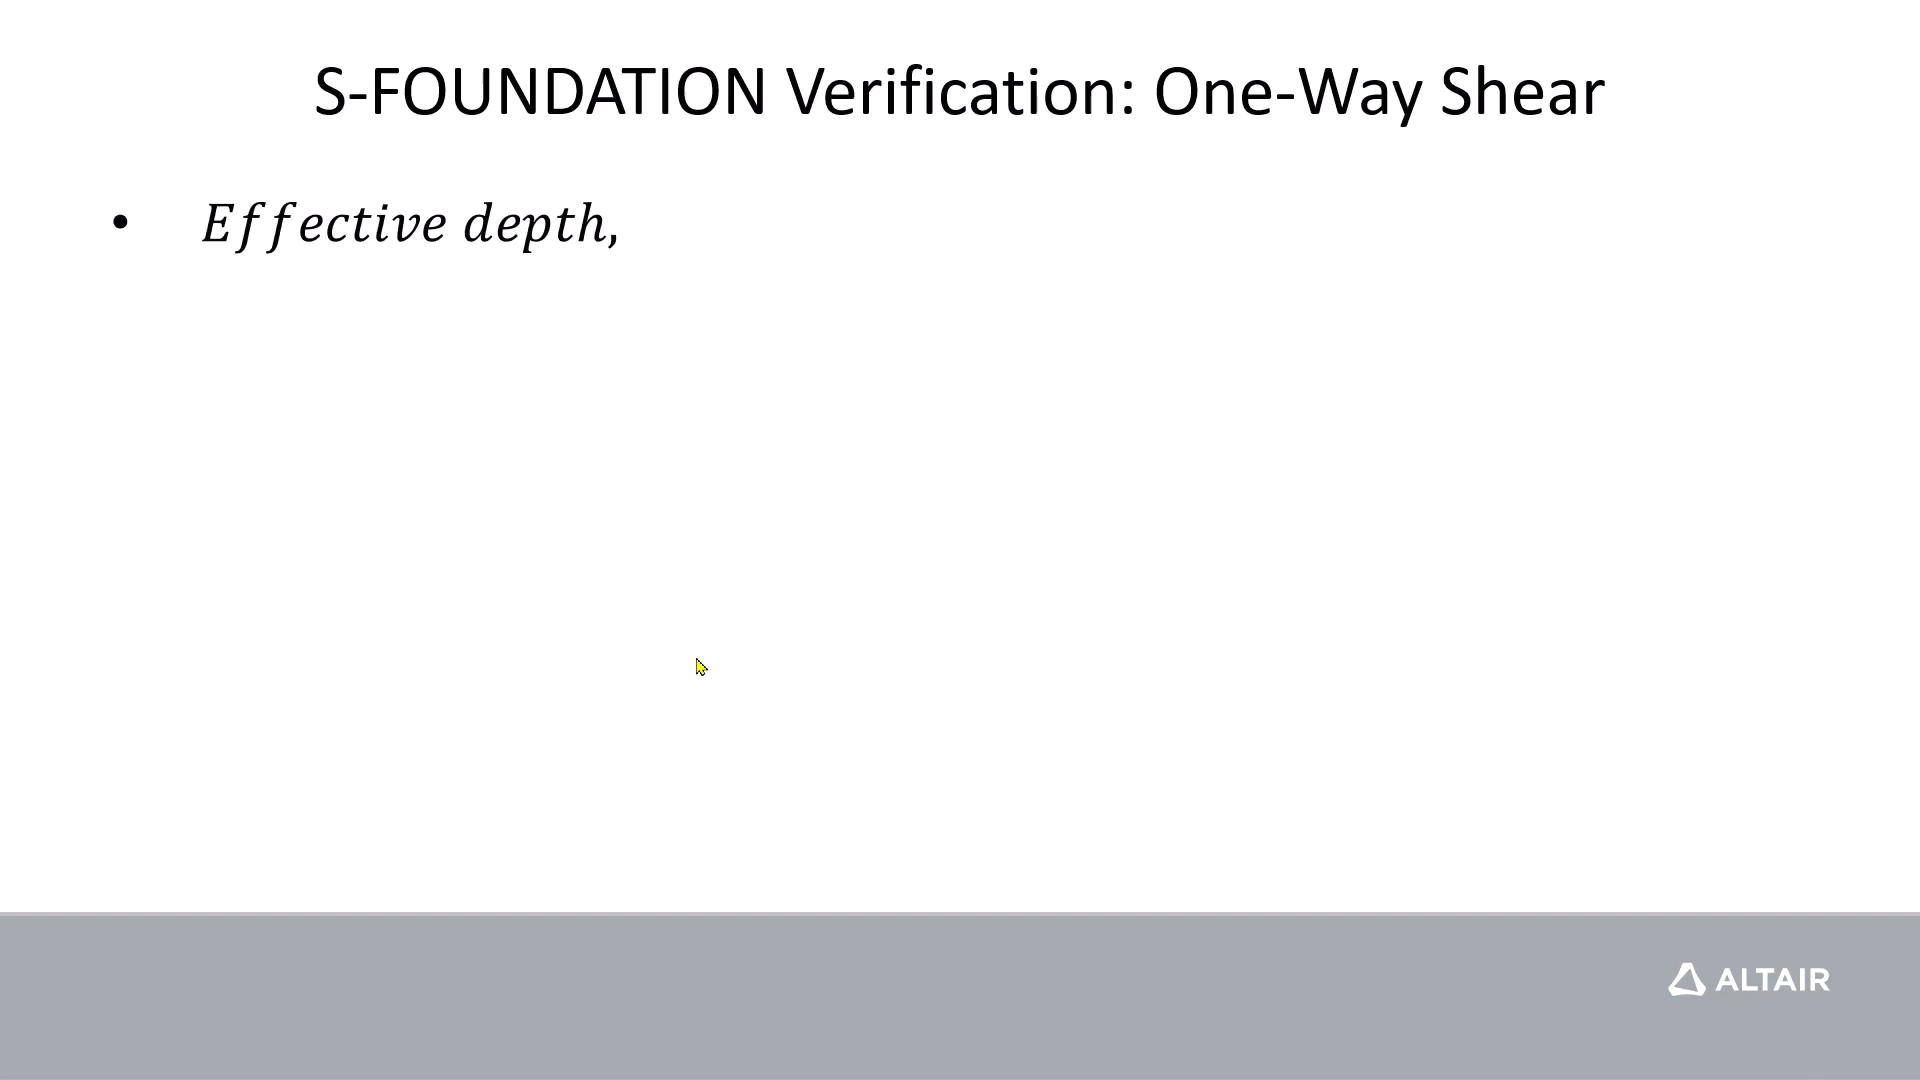 S-FOUNDATION Verification: One-Way Shear
• Effective depth,
ALTAIR